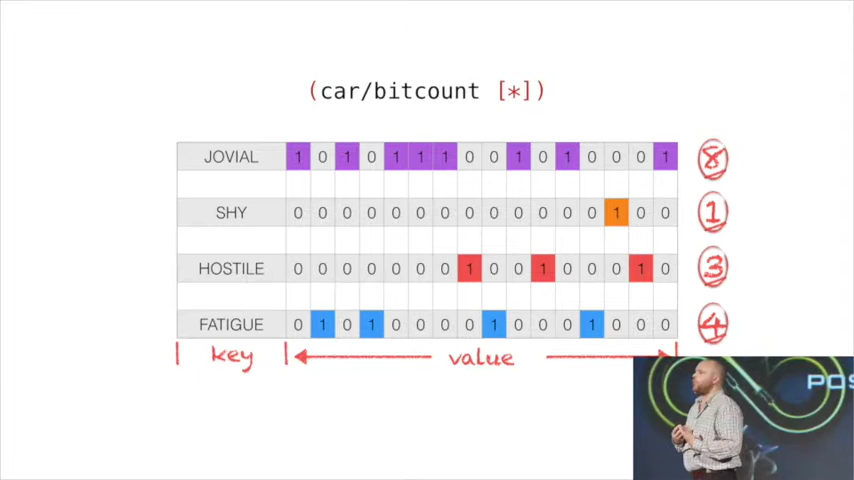 (car/bitcount [*])
JOVIAL 1 0 1 0 1 1 1 0 0 1 0 1 0 0 0 1 8
SHY 0 0 0 0 0 0 0 0 0 0 0 0 0 1 0 0 1
HOSTILE 0 0 0 0 0 0 0 1 0 0 1 0 0 0 1 0 3
FATIGUE 0 1 0 1 0 0 0 0 1 0 0 0 1 0 0 0 4
key value
POS